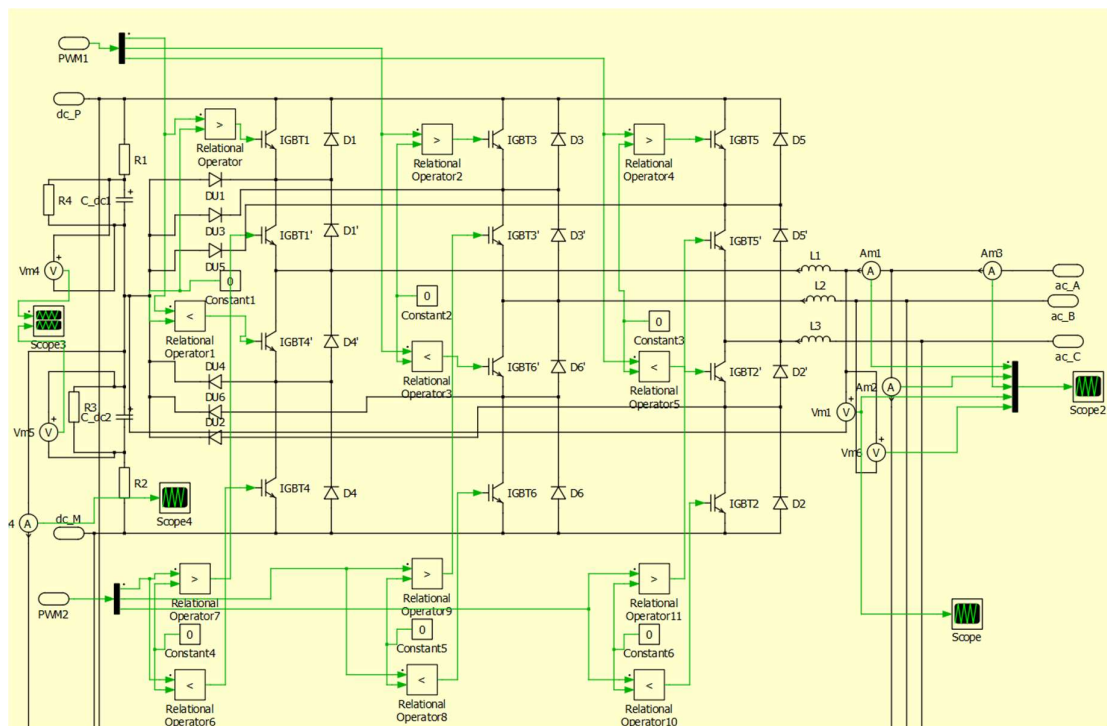 PWM1
dc_P
>
IGBT1
D1
>
IGBT3
D3
>
IGBT5
D5
Relational
Operator
Relational
Operator2
Relational
Operator4
R1
R4
C_dc1
+
DU1
DU3
DU5
IGBT1'
D1'
IGBT3'
D3'
IGBT5'
D5'
+
Vm4
V
0
Constant1
L1
Am1
A
Am3
A
ac_A
0
Constant2
L2
ac_B
Scope3
<
Relational
Operator1
0
Constant3
L3
ac_C
IGBT4'
D4'
<
Relational
Operator3
IGBT6'
D6'
<
Relational
Operator5
IGBT2'
D2'
DU4
DU6
DU2
+
R3
C_dc2
+
Vm5
V
Am2
A
+
Vm1
V
+
Vm6
V
Scope2
R2
Scope4
IGBT4
D4
IGBT6
D6
IGBT2
D2
4
A
dc_M
PWM2
>
Relational
Operator7
>
Relational
Operator9
>
Relational
Operator11
0
Constant4
0
Constant5
0
Constant6
Scope
<
Relational
Operator6
<
Relational
Operator8
<
Relational
Operator10